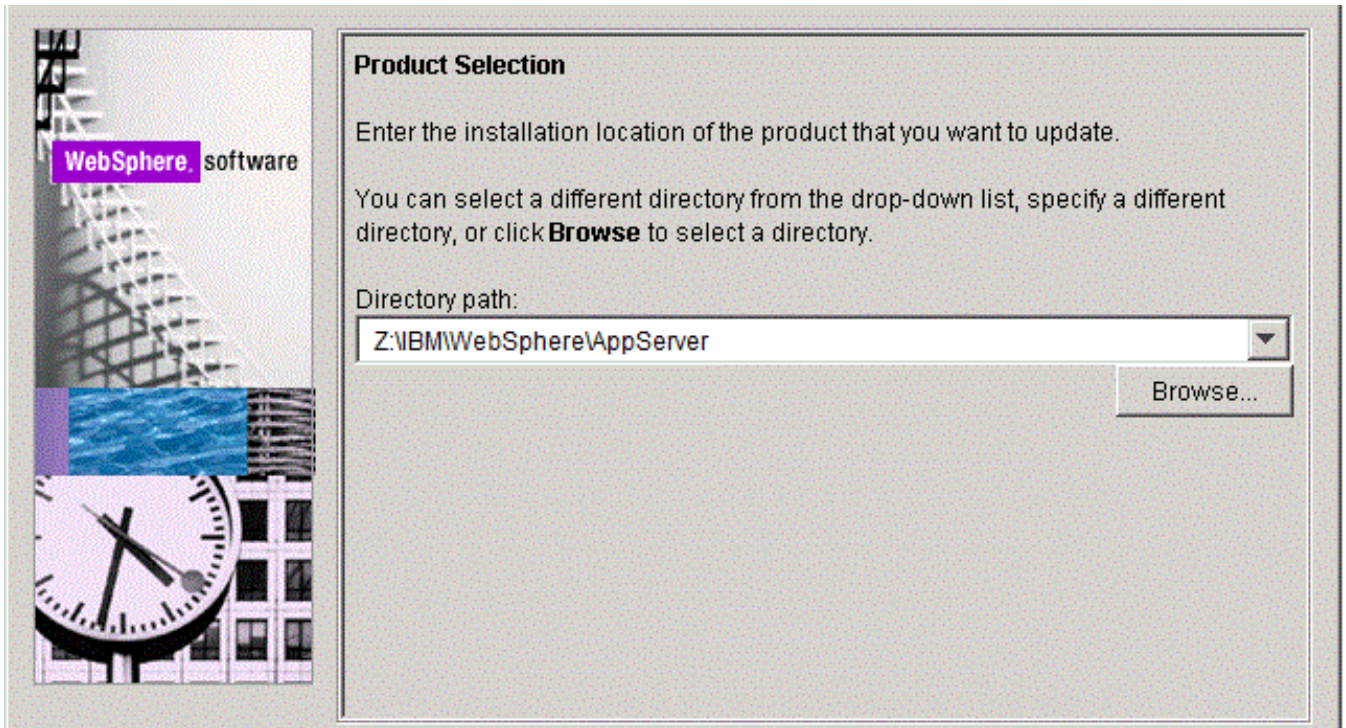 WebSphere. software
Product Selection
Enter the installation location of the product that you want to update.
You can select a different directory from the drop-down list, specify a different
directory, or click Browse to select a directory.
Directory path:
Z:\IBM\WebSphere\AppServer
Browse...